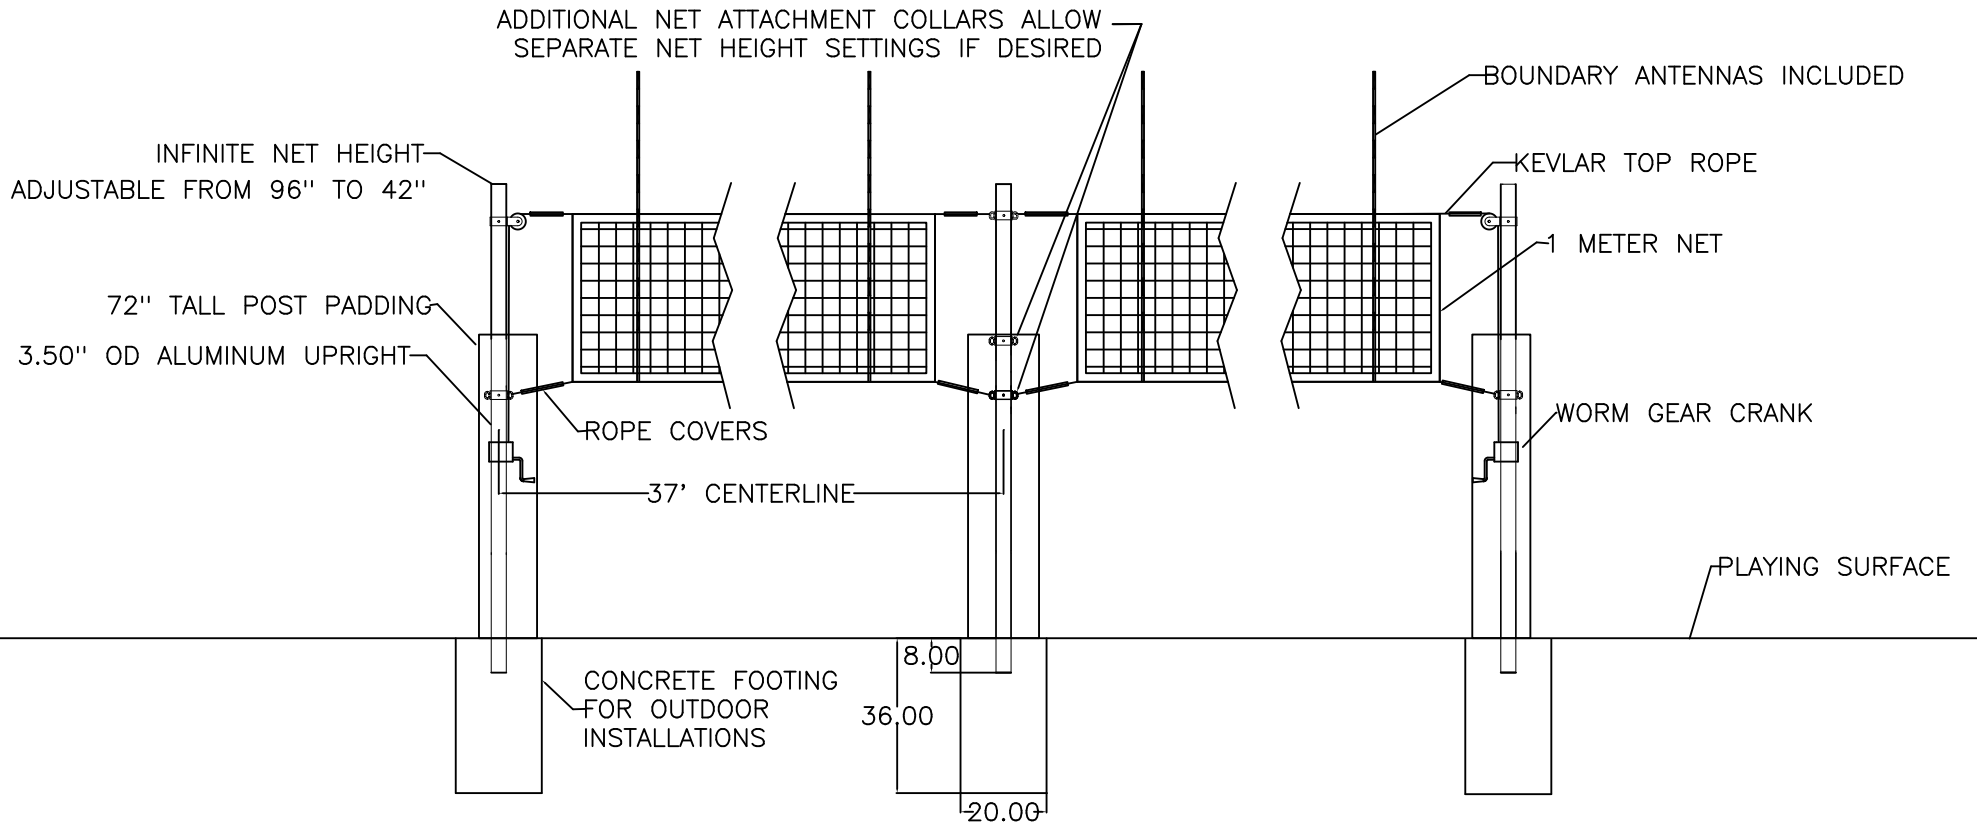 ADDITIONAL NET ATTACHMENT COLLARS ALLOW
SEPARATE NET HEIGHT SETTINGS IF DESIRED
BOUNDARY ANTENNAS INCLUDED
INFINITE NET HEIGHT
ADJUSTABLE FROM 96" TO 42"
KEVLAR TOP ROPE
1 METER NET
72" TALL POST PADDING
3.50" OD ALUMINUM UPRIGHT
ROPE COVERS
WORM GEAR CRANK
37' CENTERLINE
PLAYING SURFACE
8.00
CONCRETE FOOTING
FOR OUTDOOR
INSTALLATIONS
36.00
20.00